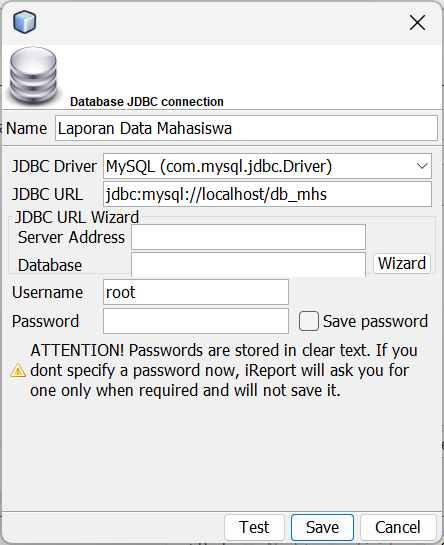 Database JDBC connection
Name Laporan Data Mahasiswa
JDBC Driver MySQL (com.mysql.jdbc.Driver)
JDBC URL jdbc:mysql://localhost/db_mhs
JDBC URL Wizard
Server Address
Database Wizard
Username root
Password Save password
ATTENTION! Passwords are stored in clear text. If you
dont specify a password now, iReport will ask you for
one only when required and will not save it.
Test Save Cancel